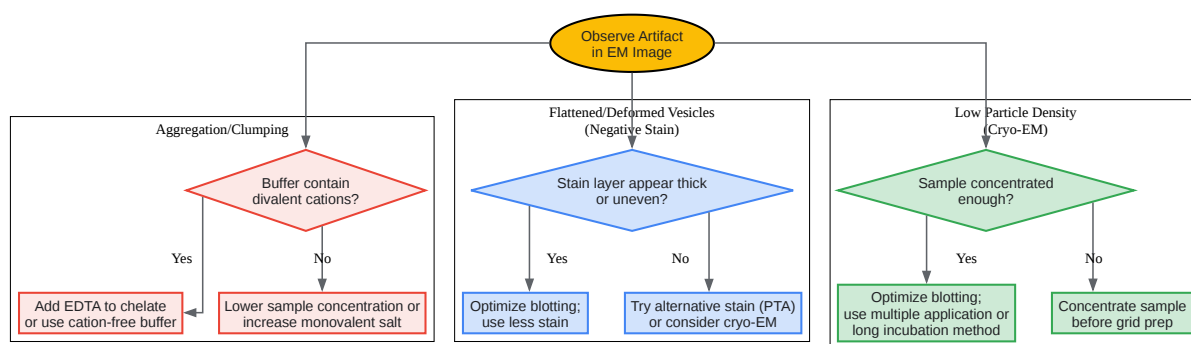 Observe Artifact
in EM Image
Aggregation/Clumping
Buffer contain
divalent cations?
Yes
No
Add EDTA to chelate
or use cation-free buffer
Lower sample concentration or
increase monovalent salt
Flattened/Deformed Vesicles
(Negative Stain)
Stain layer appear thick
or uneven?
Yes
No
Optimize blotting;
use less stain
Try alternative stain (PTA)
or consider cryo-EM
Low Particle Density
(Cryo-EM)
Sample concentrated
enough?
Yes
No
Optimize blotting;
use multiple application or
long incubation method
Concentrate sample
before grid prep